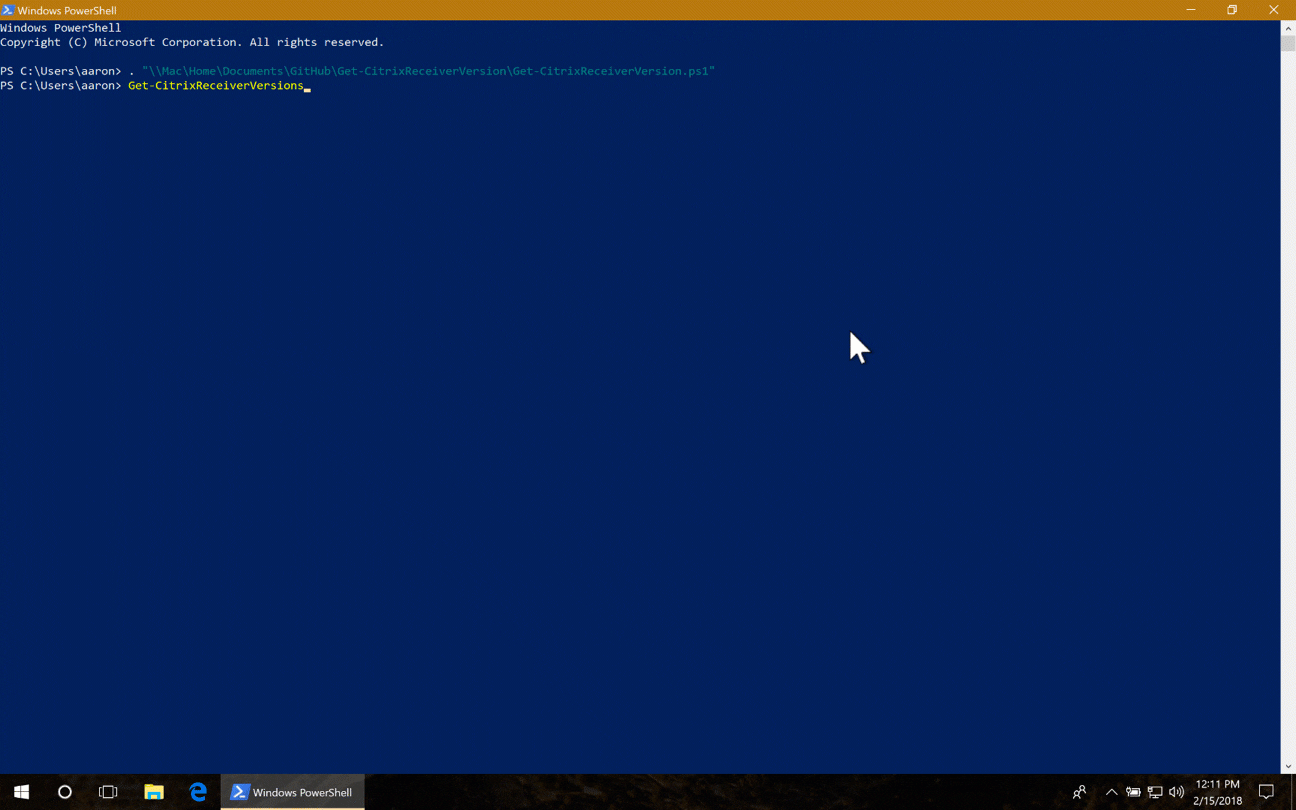 Windows PowerShell
Windows PowerShell
Copyright (C) Microsoft Corporation. All rights reserved.
PS C:\Users\aaron> . "\\Mac\Home\Documents\GitHub\Get-CitrixReceiverVersion\Get-CitrixReceiverVersion.ps1"
PS C:\Users\aaron> Get-CitrixReceiverVersions_
Windows PowerShell
12:11 PM
2/15/2018